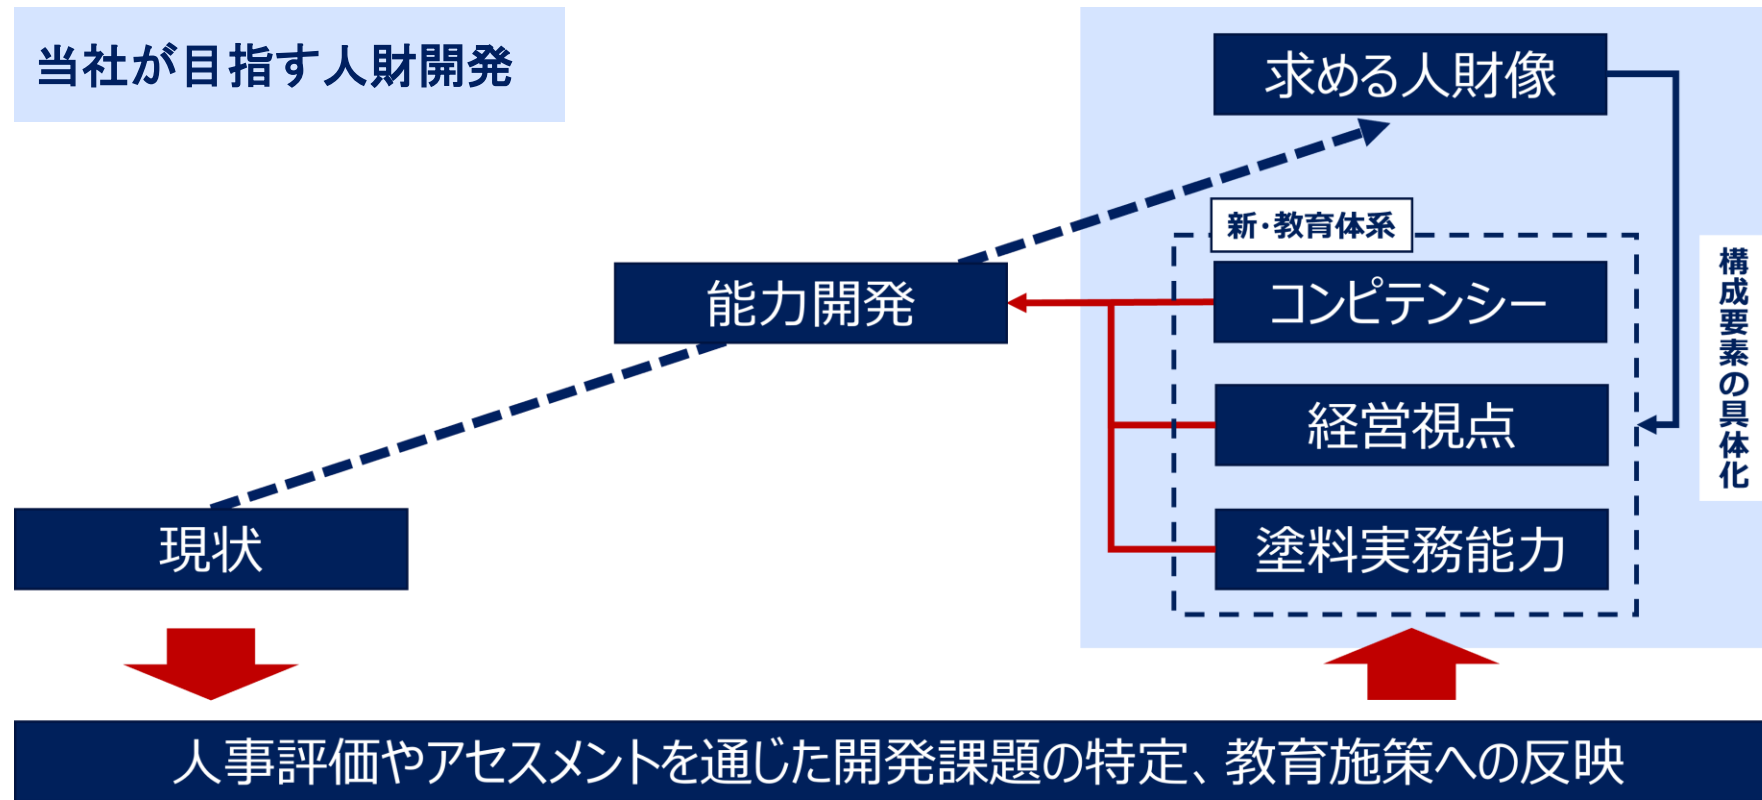 当社が目指す人財開発
求める人財像
新・教育体系
コンピテンシー
能力開発
経営視点
構成要素の具体化
現状
塗料実務能力
人事評価やアセスメントを通じた開発課題の特定、教育施策への反映